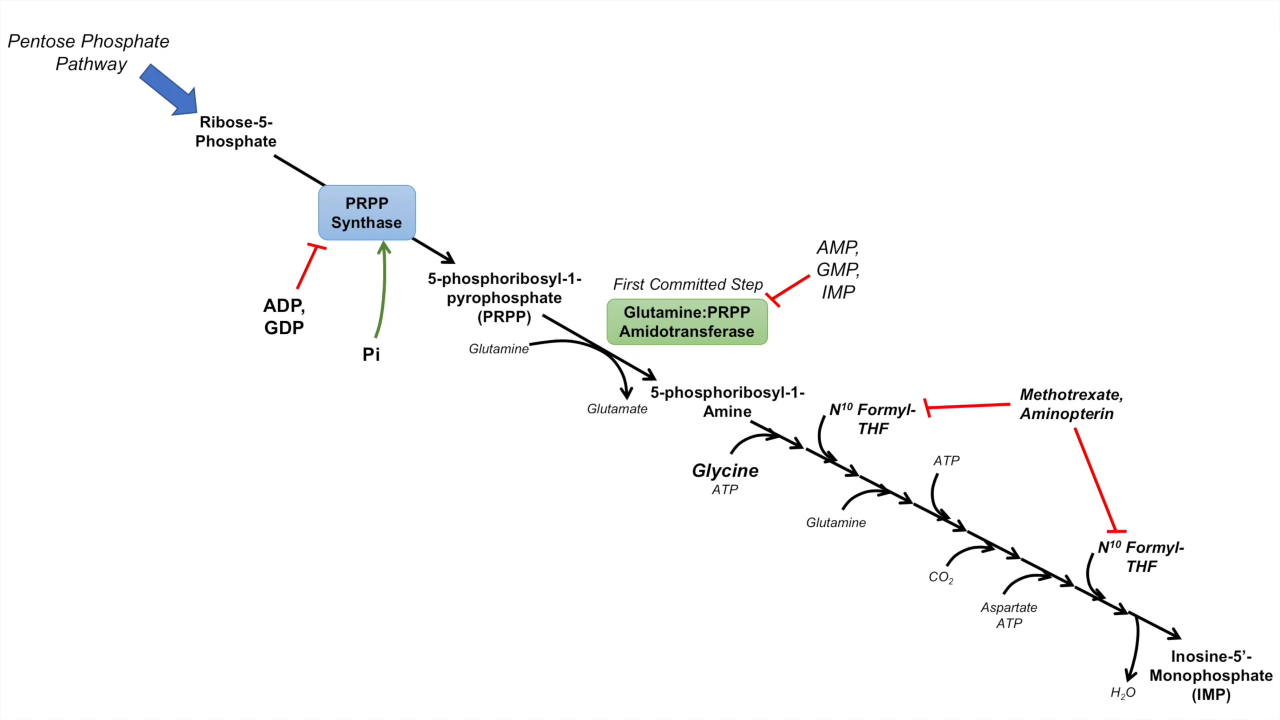 Pentose Phosphate
Pathway
Ribose-5-
Phosphate
PRPP
Synthase
ADP,
GDP
Pi
5-phosphoribosyl-1-
pyrophosphate
(PRPP)
First Committed Step
Glutamine:PRPP
Amidotransferase
AMP,
GMP,
IMP
Glutamine
Glutamate
5-phosphoribosyl-1-
Amine
N¹⁰ Formyl-
THF
Methotrexate,
Aminopterin
Glycine
ATP
Glutamine
ATP
CO₂
Aspartate
ATP
N¹⁰ Formyl-
THF
H₂O
Inosine-5’-
Monophosphate
(IMP)